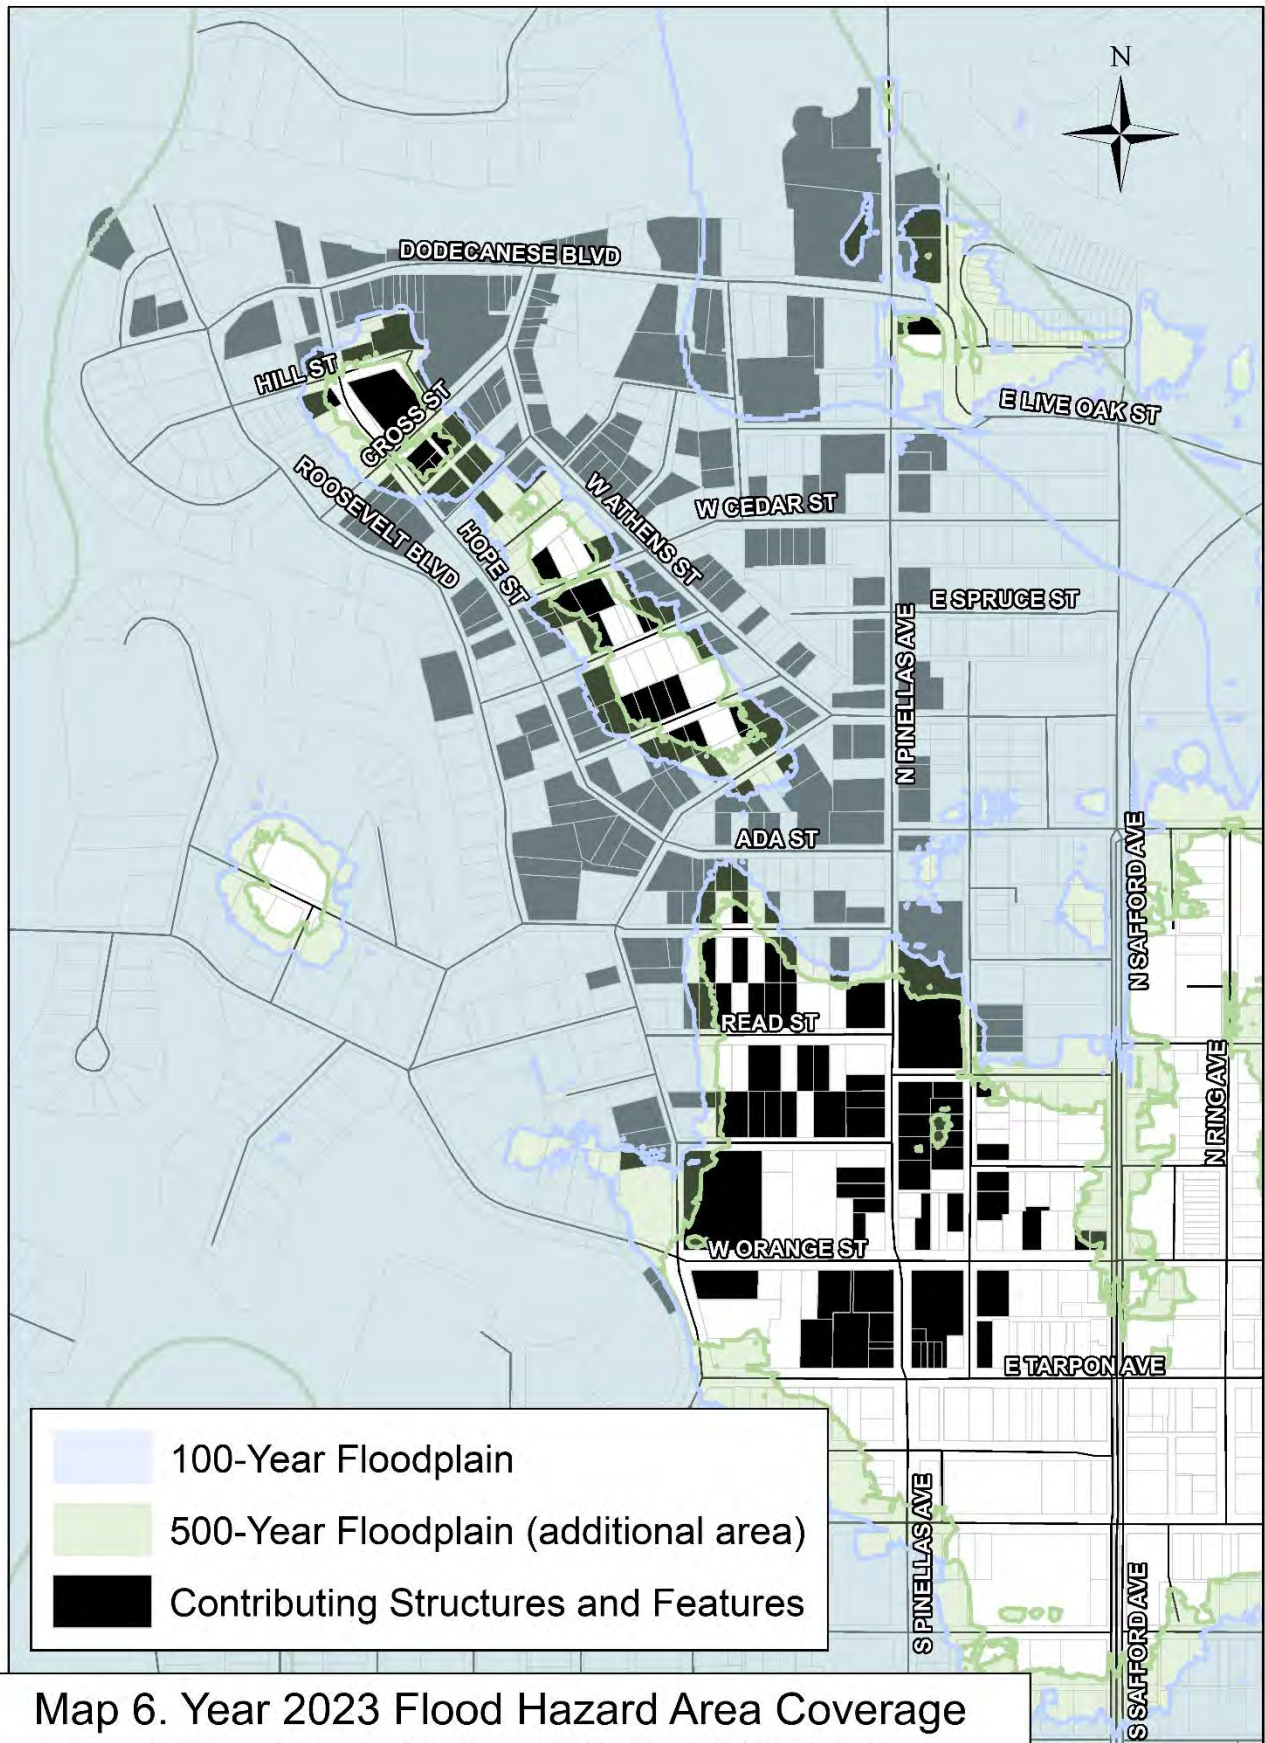 N
DODECANESE BLVD
HILL ST
CROSS ST
E LIVE OAK ST
ROOSEVELT BLVD
HOPE ST
W ATHENS ST
W CEDAR ST
E SPRUCE ST
N PINELLAS AVE
ADA ST
N SAFFORD AVE
READ ST
N RING AVE
W ORANGE ST
E TARPON AVE
S PINELLAS AVE
S SAFFORD AVE
100-Year Floodplain
500-Year Floodplain (additional area)
Contributing Structures and Features
Map 6. Year 2023 Flood Hazard Area Coverage